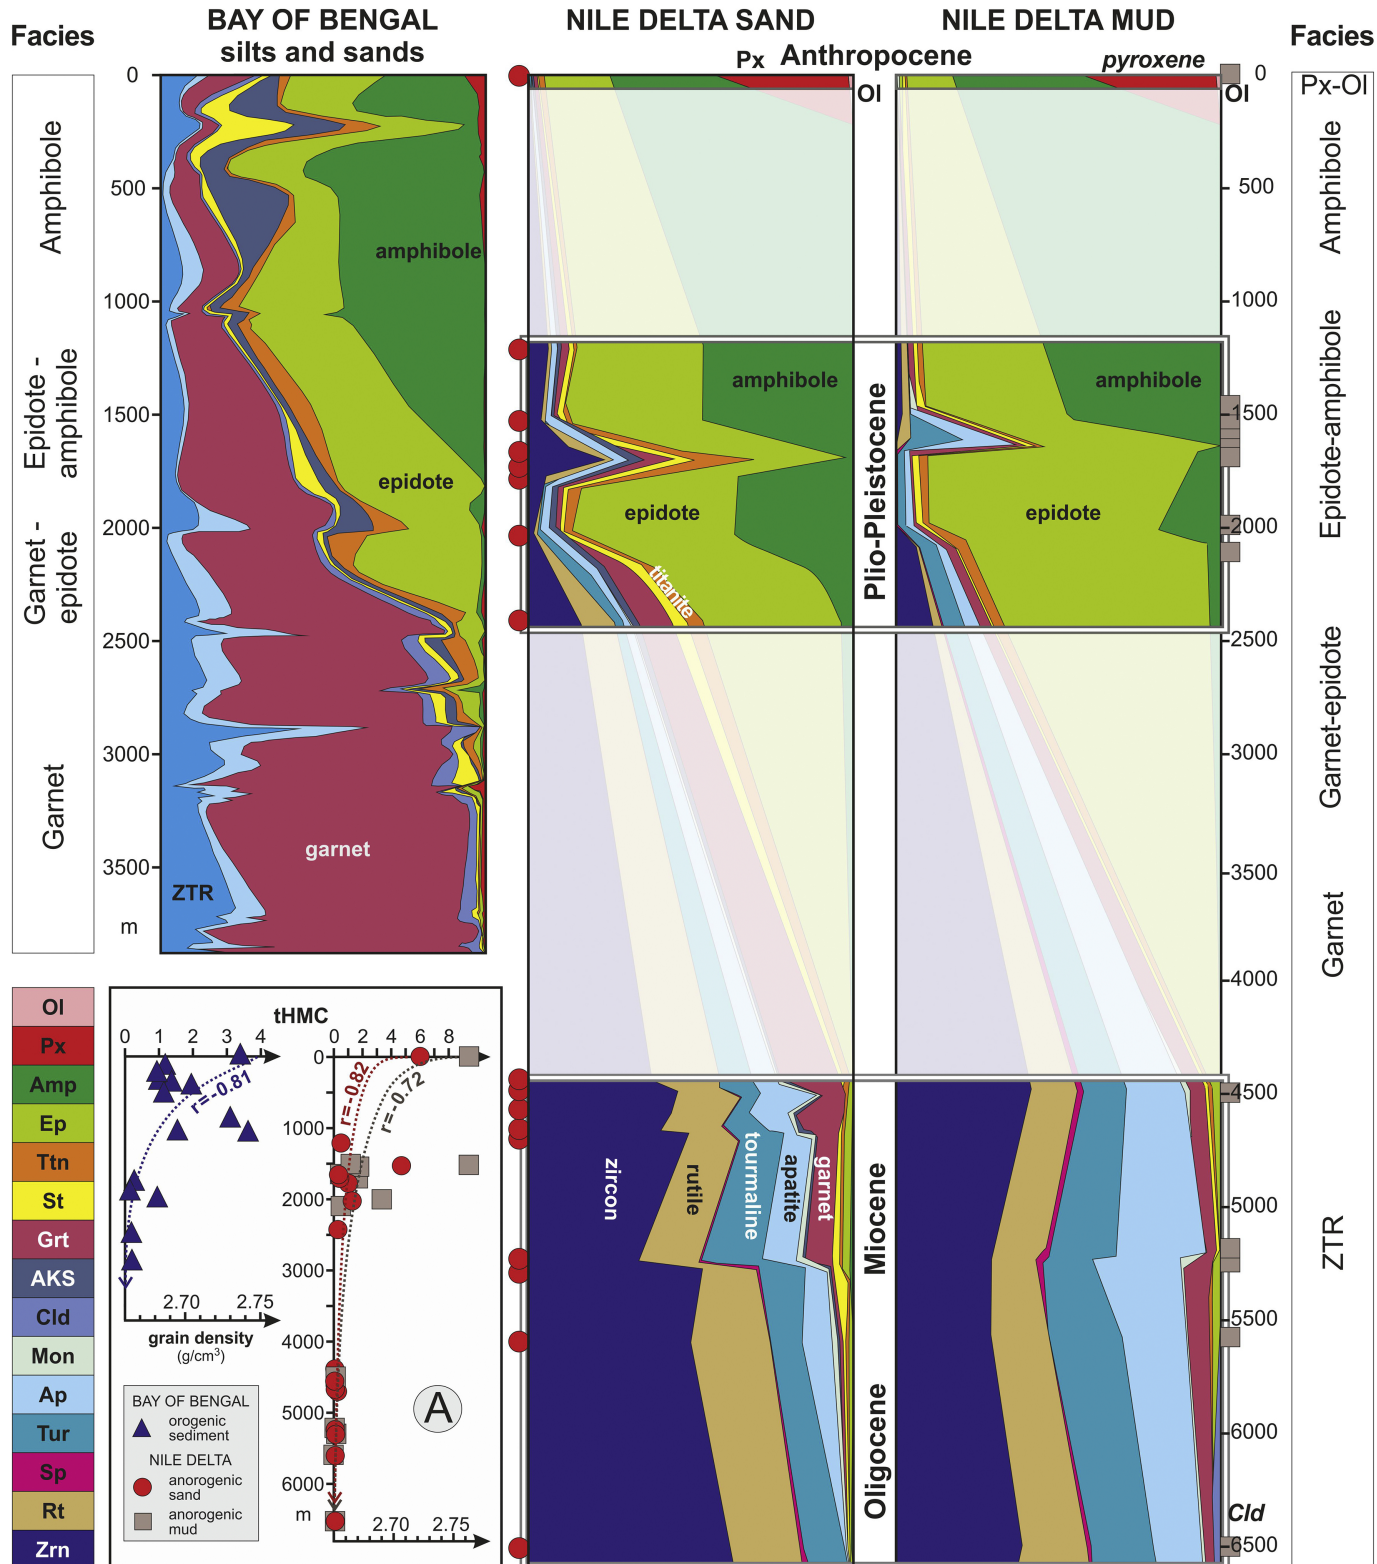 Facies
BAY OF BENGAL
silts and sands
NILE DELTA SAND
NILE DELTA MUD
Facies
Px Anthropocene
pyroxene
Ol
Ol
0
500
1000
1500
2000
2500
3000
3500
m
Amphibole
Epidote -
amphibole
Garnet -
epidote
Garnet
amphibole
epidote
garnet
ZTR
amphibole
epidote
titanite
Plio-Pleistocene
amphibole
epidote
zircon
rutile
tourmaline
apatite
garnet
Miocene
Oligocene
0
500
1000
1500
2000
2500
3000
3500
4000
4500
5000
5500
6000
Cld
6500
Px-Ol
Amphibole
Epidote-amphibole
Garnet-epidote
Garnet
ZTR
Ol
Px
Amp
Ep
Ttn
St
Grt
AKS
Cld
Mon
Ap
Tur
Sp
Rt
Zrn
tHMC
0 1 2 3 4
0 2 4 6 8
r=-0.81
r=-0.82
r=-0.72
0
1000
2000
3000
4000
5000
6000
m
2.70 2.75
grain density
(g/cm3)
2.70 2.75
A
BAY OF BENGAL
orogenic
sediment
NILE DELTA
anorogenic
sand
anorogenic
mud